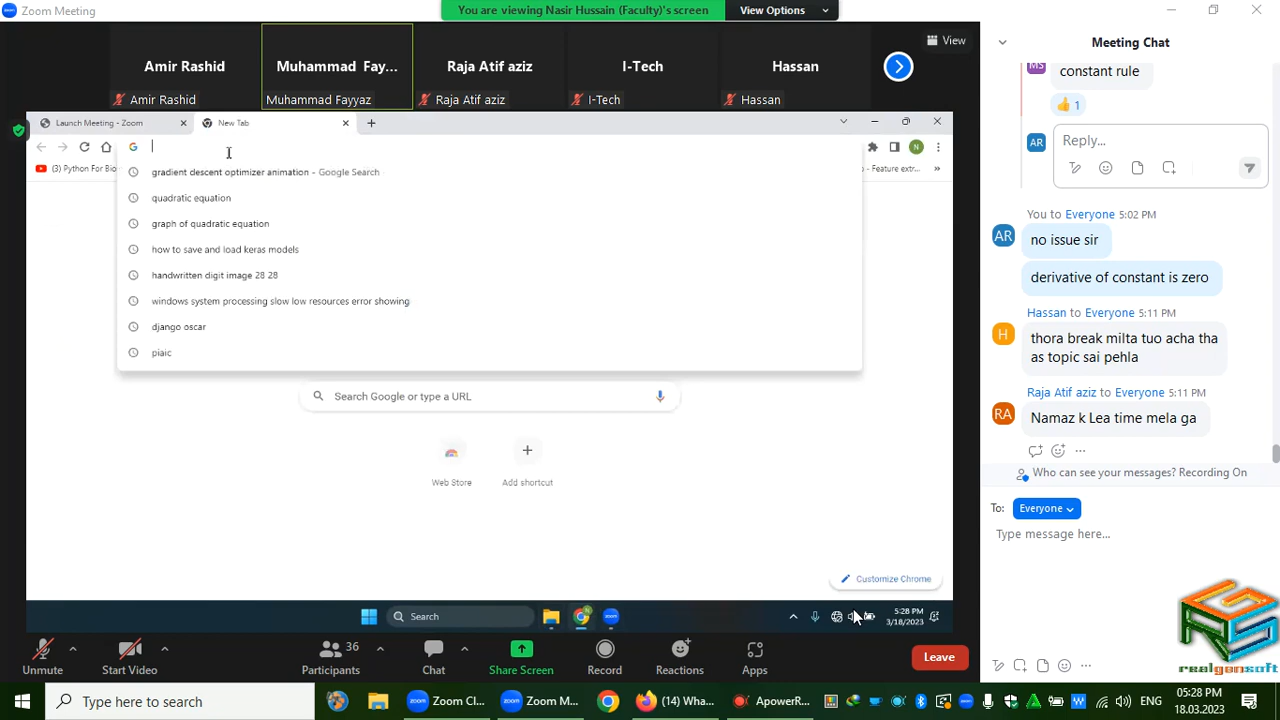 Zoom Meeting
You are viewing Nasir Hussain (Faculty)'s screen
View Options
Amir Rashid
Muhammad Fay...
Raja Atif aziz
I-Tech
Hassan
View
Amir Rashid
Muhammad Fayyaz
Raja Atif aziz
I-Tech
Hassan
Launch Meeting - Zoom
New Tab
(3) Python For Bio
- Feature extr...
gradient descent optimizer animation - Google Search
quadratic equation
graph of quadratic equation
how to save and load keras models
handwritten digit image 28 28
windows system processing slow low resources error showing
django oscar
piaic
Search Google or type a URL
Web Store
Add shortcut
Customize Chrome
Search
5:28 PM
3/18/2023
Unmute
Start Video
36
Participants
Chat
Share Screen
Record
Reactions
Apps
Leave
Meeting Chat
MS
constant rule
1
AR
Reply...
You to Everyone 5:02 PM
AR
no issue sir
derivative of constant is zero
Hassan to Everyone 5:11 PM
H
thora break milta tuo acha tha
as topic sai pehla
Raja Atif aziz to Everyone 5:11 PM
RA
Namaz k Lea time mela ga
Who can see your messages? Recording On
To: Everyone
Type message here...
realgensoft
Type here to search
Zoom Cl...
Zoom M...
(14) Wha...
ApowerR...
ENG
05:28 PM
18.03.2023